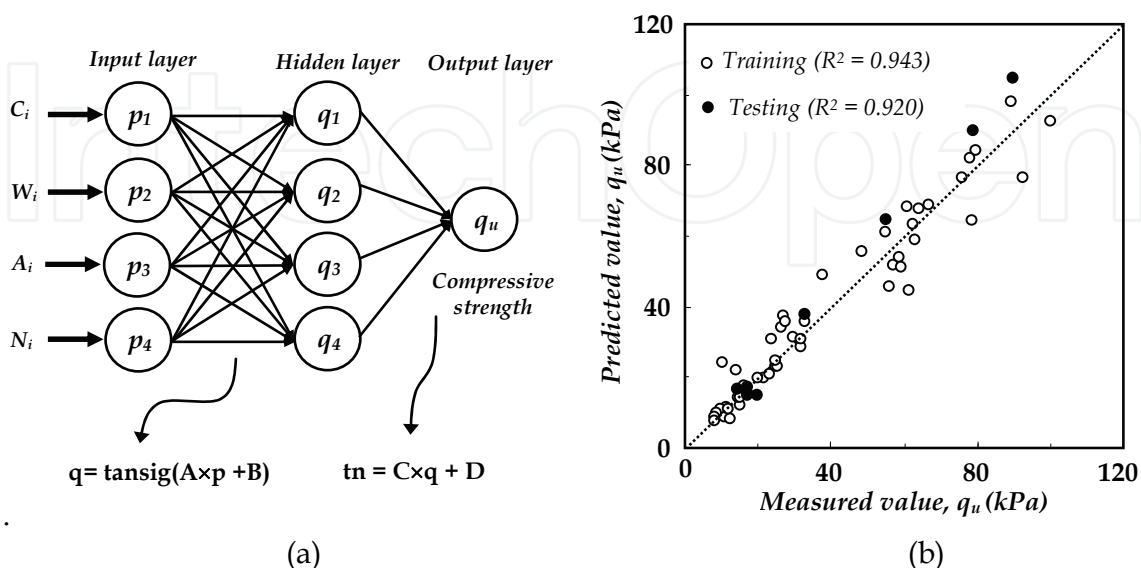 Input layer
Hidden layer
Output layer
Cᵢ
Wᵢ
Aᵢ
Nᵢ
p₁
p₂
p₃
p₄
q₁
q₂
q₃
q₄
qᵤ
Compressive
strength
q= tansig(A×p +B)
tn = C×q + D
.
(a)
Predicted value, qᵤ (kPa)
120
80
40
0
Training (R² = 0.943)
Testing (R² = 0.920)
0
40
80
120
Measured value, qᵤ (kPa)
(b)
IntechOpen